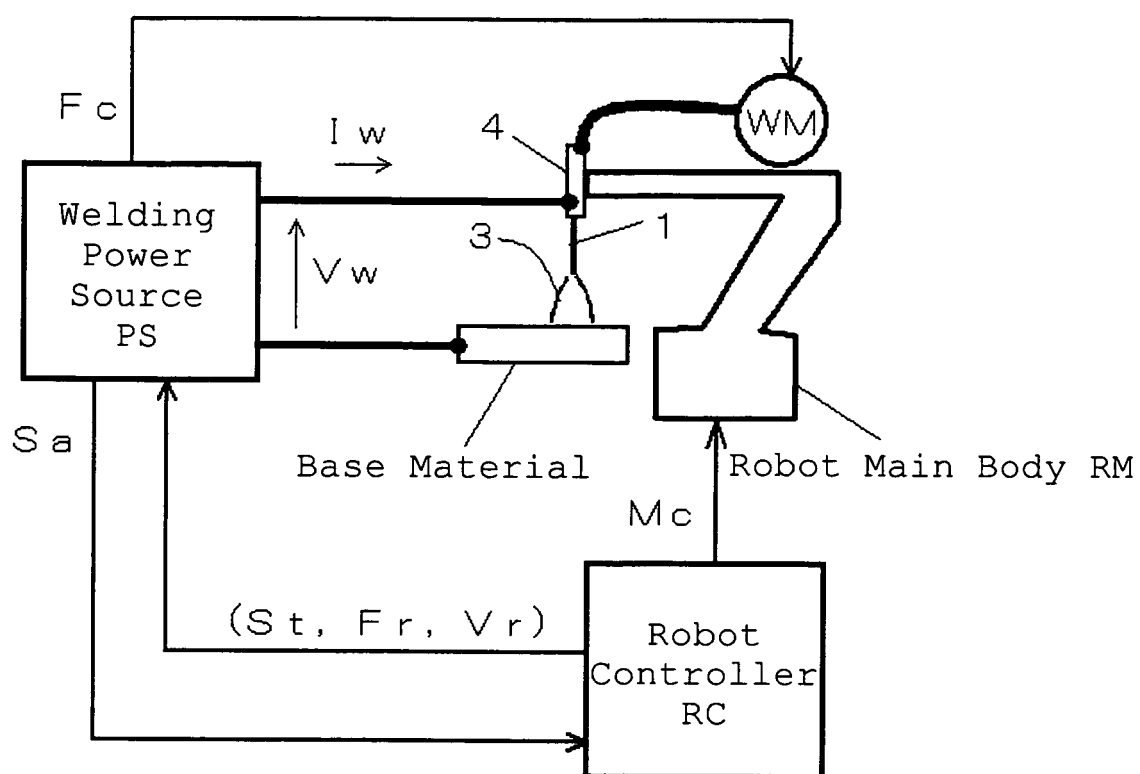 Fc
WM
Iw
4
Welding
Power
Source
PS
3
1
Vw
Sa
Base Material
Robot Main Body RM
Mc
(St, Fr, Vr)
Robot
Controller
RC